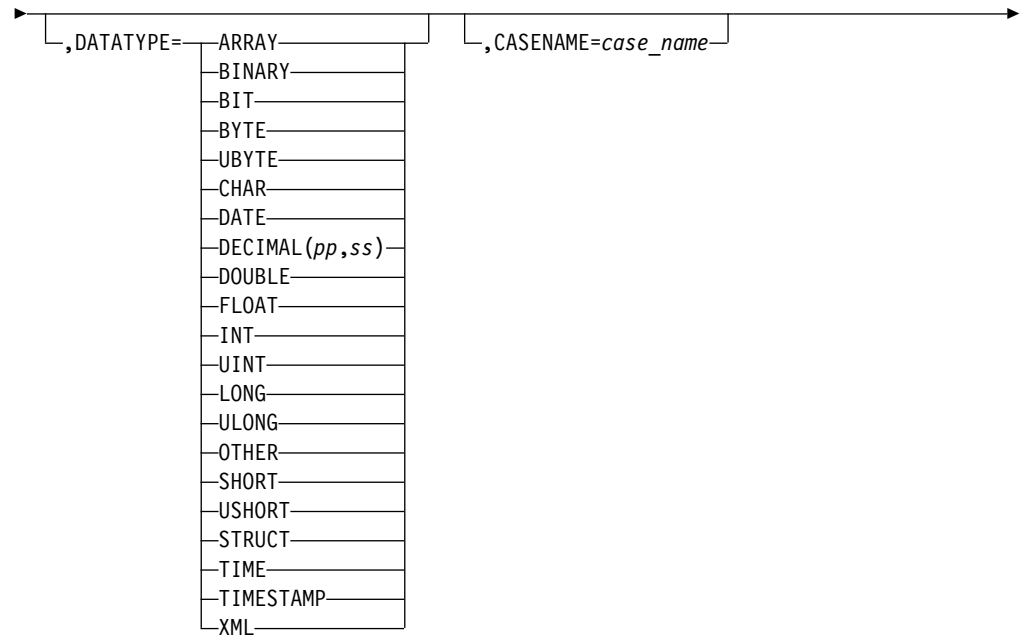 ,DATATYPE= ARRAY ,CASENAME=case_name
BINARY
BIT
BYTE
UBYTE
CHAR
DATE
DECIMAL(pp,ss)
DOUBLE
FLOAT
INT
UINT
LONG
ULONG
OTHER
SHORT
USHORT
STRUCT
TIME
TIMESTAMP
XML